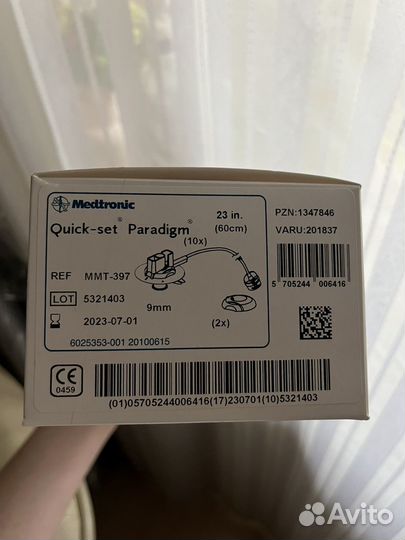 Medtronic
Quick-set® Paradigm®
(10x)
23 in.
(60cm)
PZN:1347846
VARU:201837
REF MMT-397
LOT 5321403
2023-07-01
9mm
(2x)
5 705244 006416
6025353-001 20100615
CE
0459
(01)05705244006416(17)230701(10)5321403
Avito